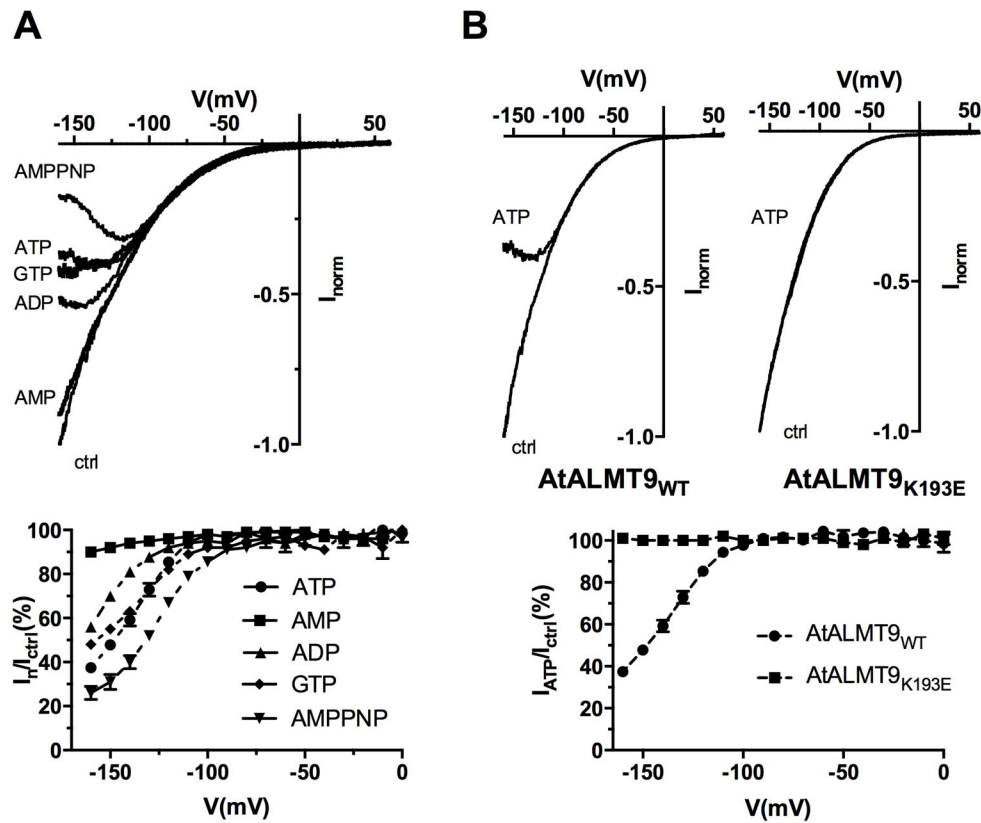 A
V(mV)
-150 -100 -50 50
AMPPNP
ATP
GTP
ADP
AMP
ctrl
-0.5
-1.0
Inorm
100
80
60
40
20
0
In/Ictrl(%)
ATP
AMP
ADP
GTP
AMPPNP
-150 -100 -50 0
V(mV)
B
V(mV)
-150 -100 -50 50
ATP
ctrl
-0.5
-1.0
Inorm
AtALMT9WT
V(mV)
-150 -100 -50 50
ATP
ctrl
-0.5
-1.0
Inorm
AtALMT9K193E
100
80
60
40
20
0
IATP/Ictrl(%)
AtALMT9WT
AtALMT9K193E
-150 -100 -50 0
V(mV)